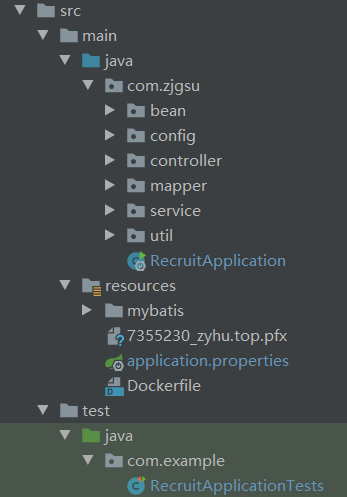 src
main
java
com.zjgsu
bean
config
controller
mapper
service
util
RecruitApplication
resources
mybatis
7355230_zyhu.top.pfx
application.properties
Dockerfile
test
java
com.example
RecruitApplicationTests